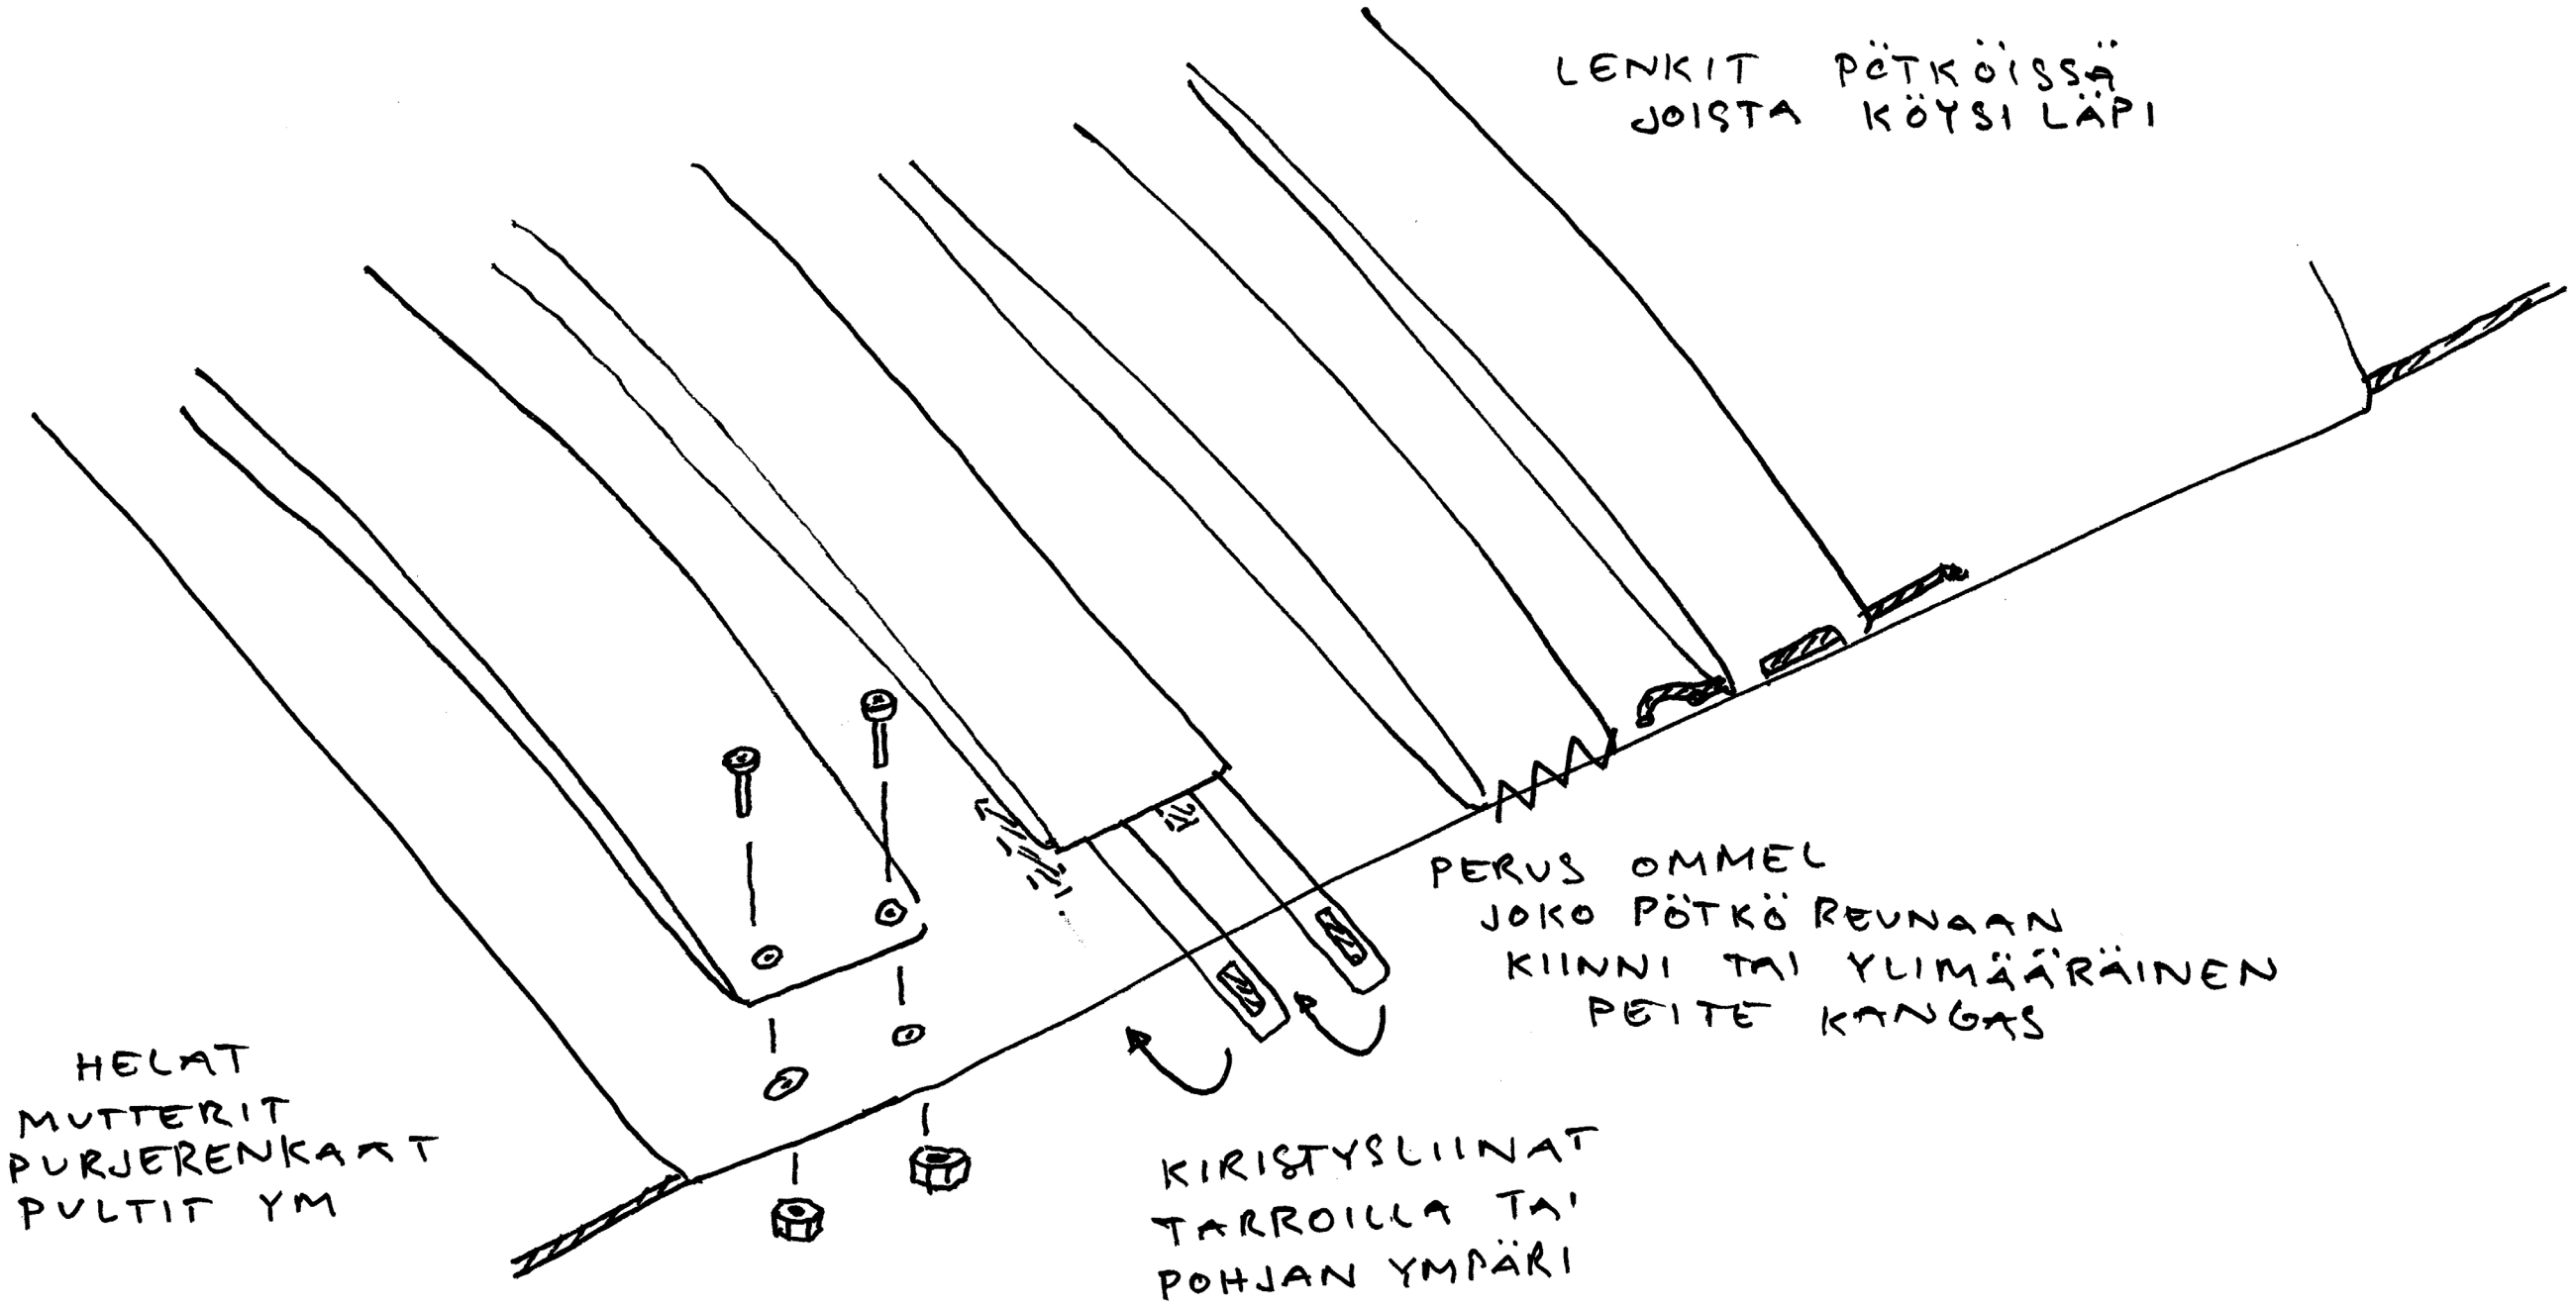 LENKIT PÖTKÖISSÄ
JOISTA KÖYSI LÄPI
PERUS OMMEL
JOKO PÖTKÖ REUNAAN
KIINNI TAI YLIMÄÄRÄINEN
PEITE KANGAS
HELAT
MUTTERIT
PURJERENKAAT
PULTIT YM
KIRISTYSLIINAT
TARROILLA TAI
POHJAN YMPÄRI